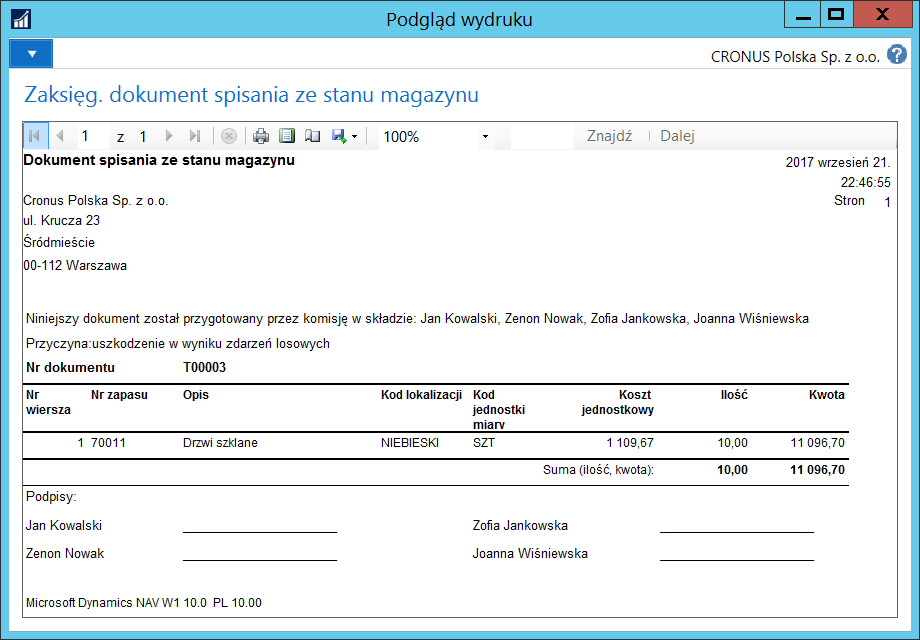 Podgląd wydruku
CRONUS Polska Sp. z o.o. ?
Zaksięg. dokument spisania ze stanu magazynu
1 z 1 100% Znajdź | Dalej
Dokument spisania ze stanu magazynu
2017 wrzesień 21.
22:46:55
Stron 1
Cronus Polska Sp. z o.o.
ul. Krucza 23
Śródmieście
00-112 Warszawa
Niniejszy dokument został przygotowany przez komisję w składzie: Jan Kowalski, Zenon Nowak, Zofia Jankowska, Joanna Wiśniewska
Przyczyna:uszkodzenie w wyniku zdarzeń losowych
Nr dokumentu T00003
Nr wiersza Nr zapasu Opis Kod lokalizacji Kod jednostki miary Koszt jednostkowy Ilość Kwota
1 70011 Drzwi szklane NIEBIESKI SZT 1 109,67 10,00 11 096,70
Suma (ilość, kwota): 10,00 11 096,70
Podpisy:
Jan Kowalski Zofia Jankowska
Zenon Nowak Joanna Wiśniewska
Microsoft Dynamics NAV W1 10.0 PL 10.00